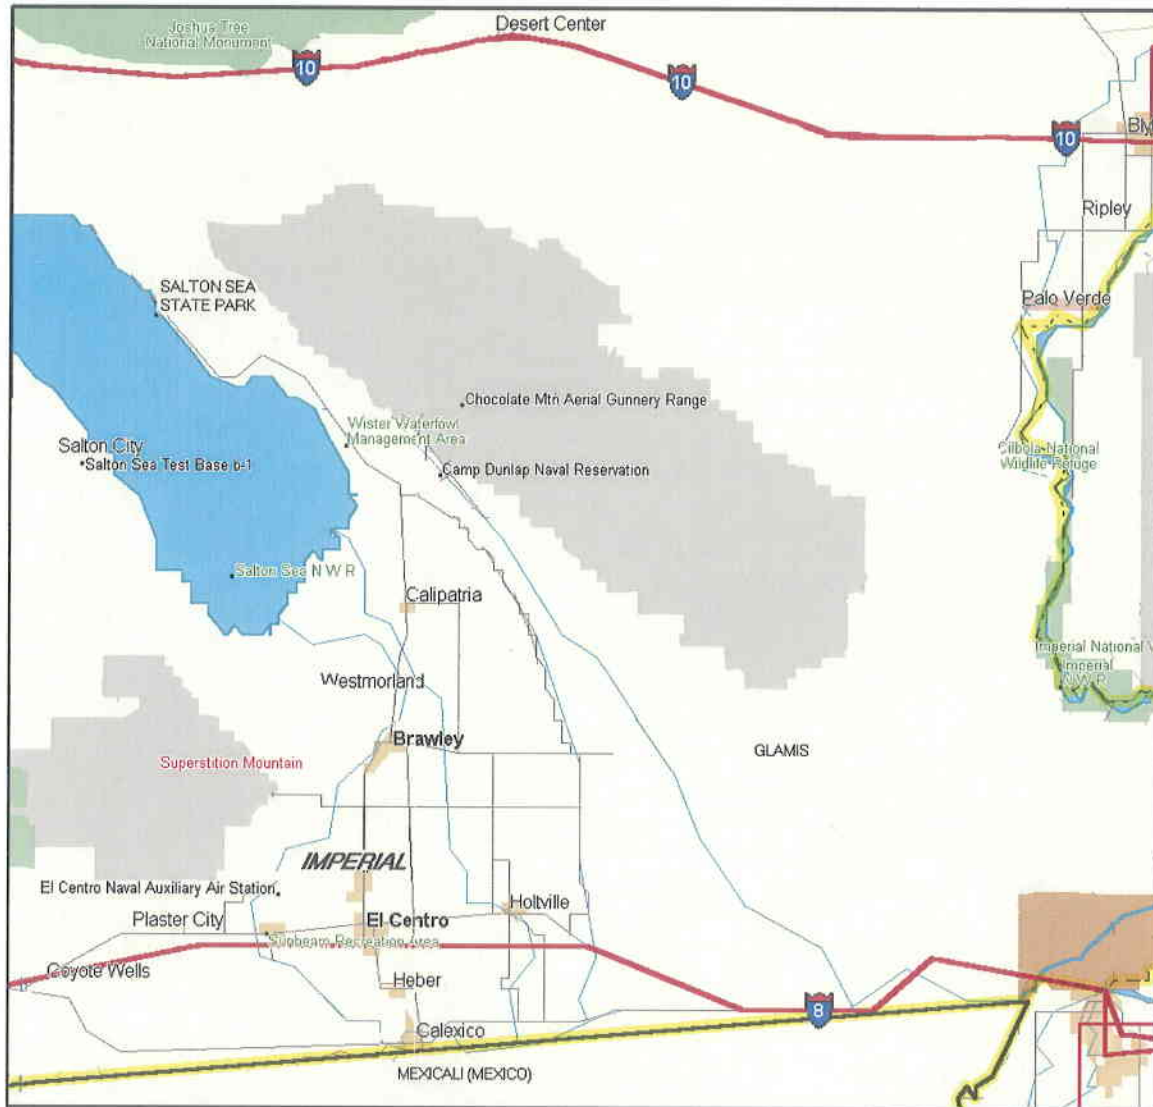 Desert Center
Joshua Tree
National Monument
10
10
10
Bly
Ripley
SALTON SEA
STATE PARK
Palo Verde
Chocolate Mtn Aerial Gunnery Range
Wister Waterfowl
Management Area
Salton City
Salton Sea Test Base b-1
Camp Dunlap Naval Reservation
Cilbola National
Wildlife Refuge
Salton Sea N W R
Calipatria
Imperial National W
Imperial
N W R
Westmorland
Brawley
GLAMIS
Superstition Mountain
IMPERIAL
El Centro Naval Auxiliary Air Station
Holtville
Plaster City
El Centro
Sunbeam Recreation Area
Coyote Wells
Heber
8
Calexico
MEXICALI (MEXICO)